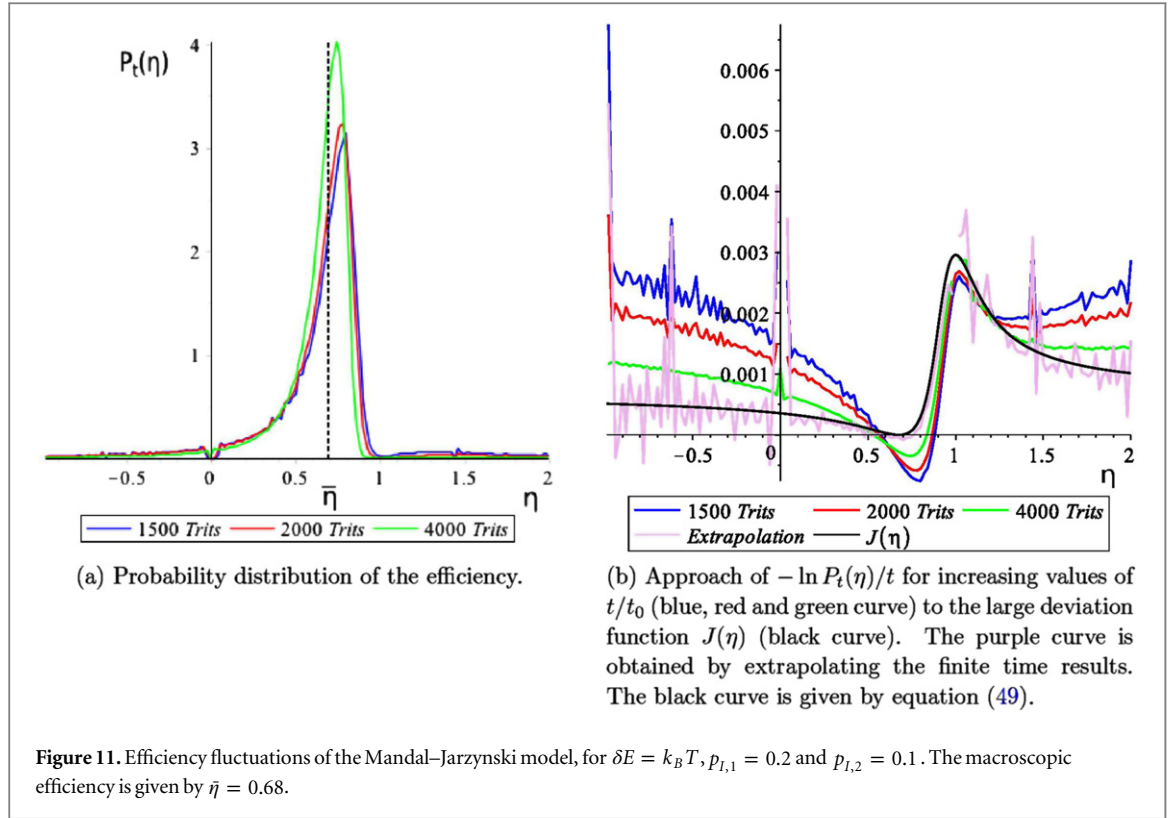 P_t(η)
4
3
2
1
−0.5
0
0.5
1
1.5
2
η̄
η
1500 Trits 2000 Trits 4000 Trits
(a) Probability distribution of the efficiency.
0.006
0.005
0.004
0.003
0.002
0.001
−0.5
0
0.5
1
1.5
2
η
1500 Trits 2000 Trits 4000 Trits
Extrapolation J(η)
(b) Approach of − ln P_t(η)/t for increasing values of
t/t_0 (blue, red and green curve) to the large deviation
function J(η) (black curve). The purple curve is
obtained by extrapolating the finite time results.
The black curve is given by equation (49).
Figure 11. Efficiency fluctuations of the Mandal–Jarzynski model, for δE = k_B T, p_{I,1} = 0.2 and p_{I,2} = 0.1. The macroscopic
efficiency is given by η̄ = 0.68.